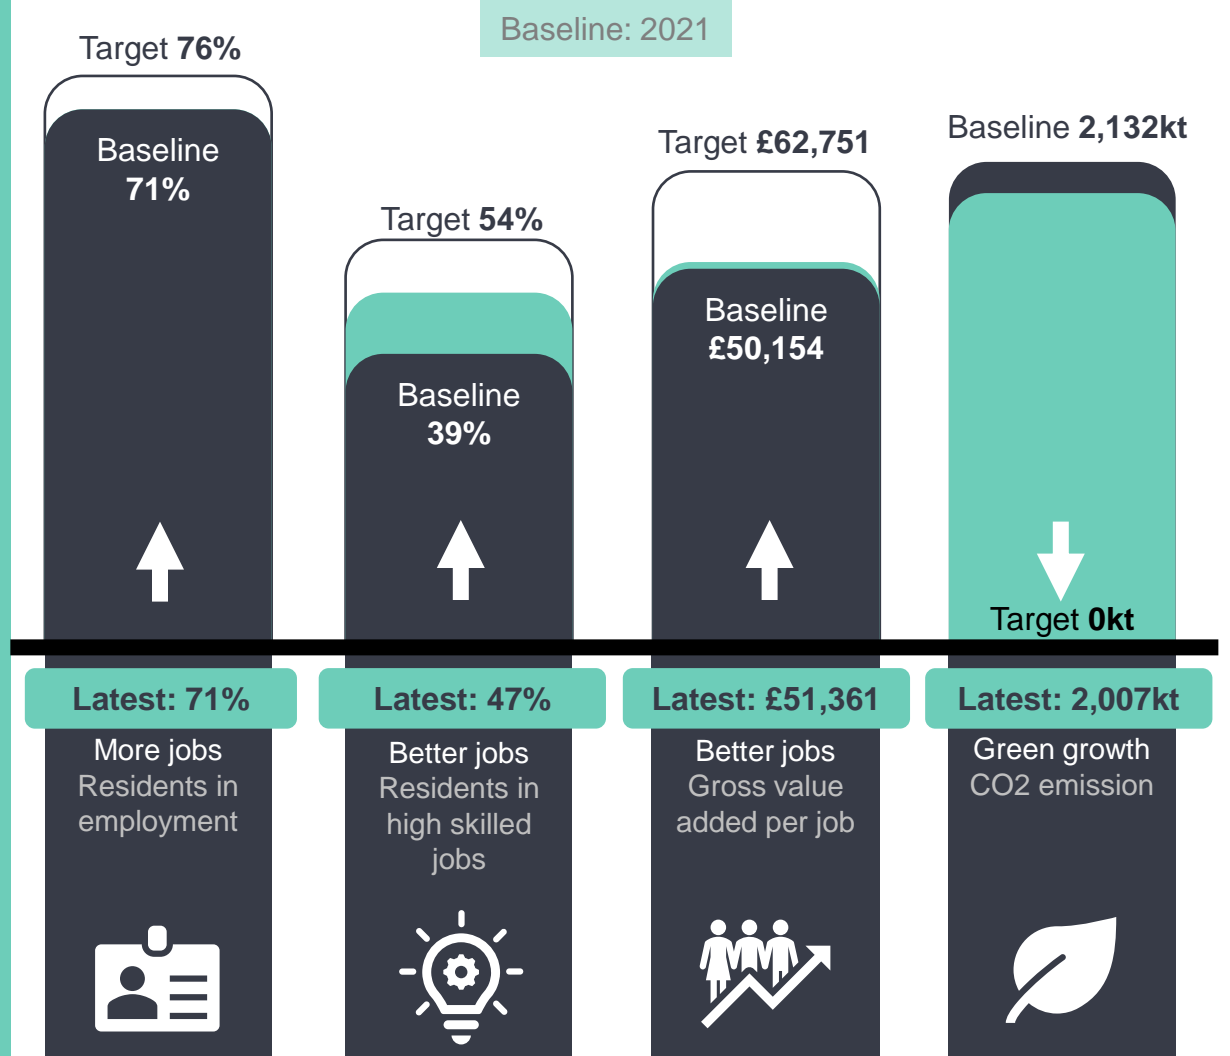 Baseline: 2021
Target 76%
Baseline
71%
Target 54%
Baseline
39%
Target £62,751
Baseline
£50,154
Baseline 2,132kt
Target 0kt
Latest: 71%
More jobs
Residents in
employment
Latest: 47%
Better jobs
Residents in
high skilled
jobs
Latest: £51,361
Better jobs
Gross value
added per job
Latest: 2,007kt
Green growth
CO2 emission